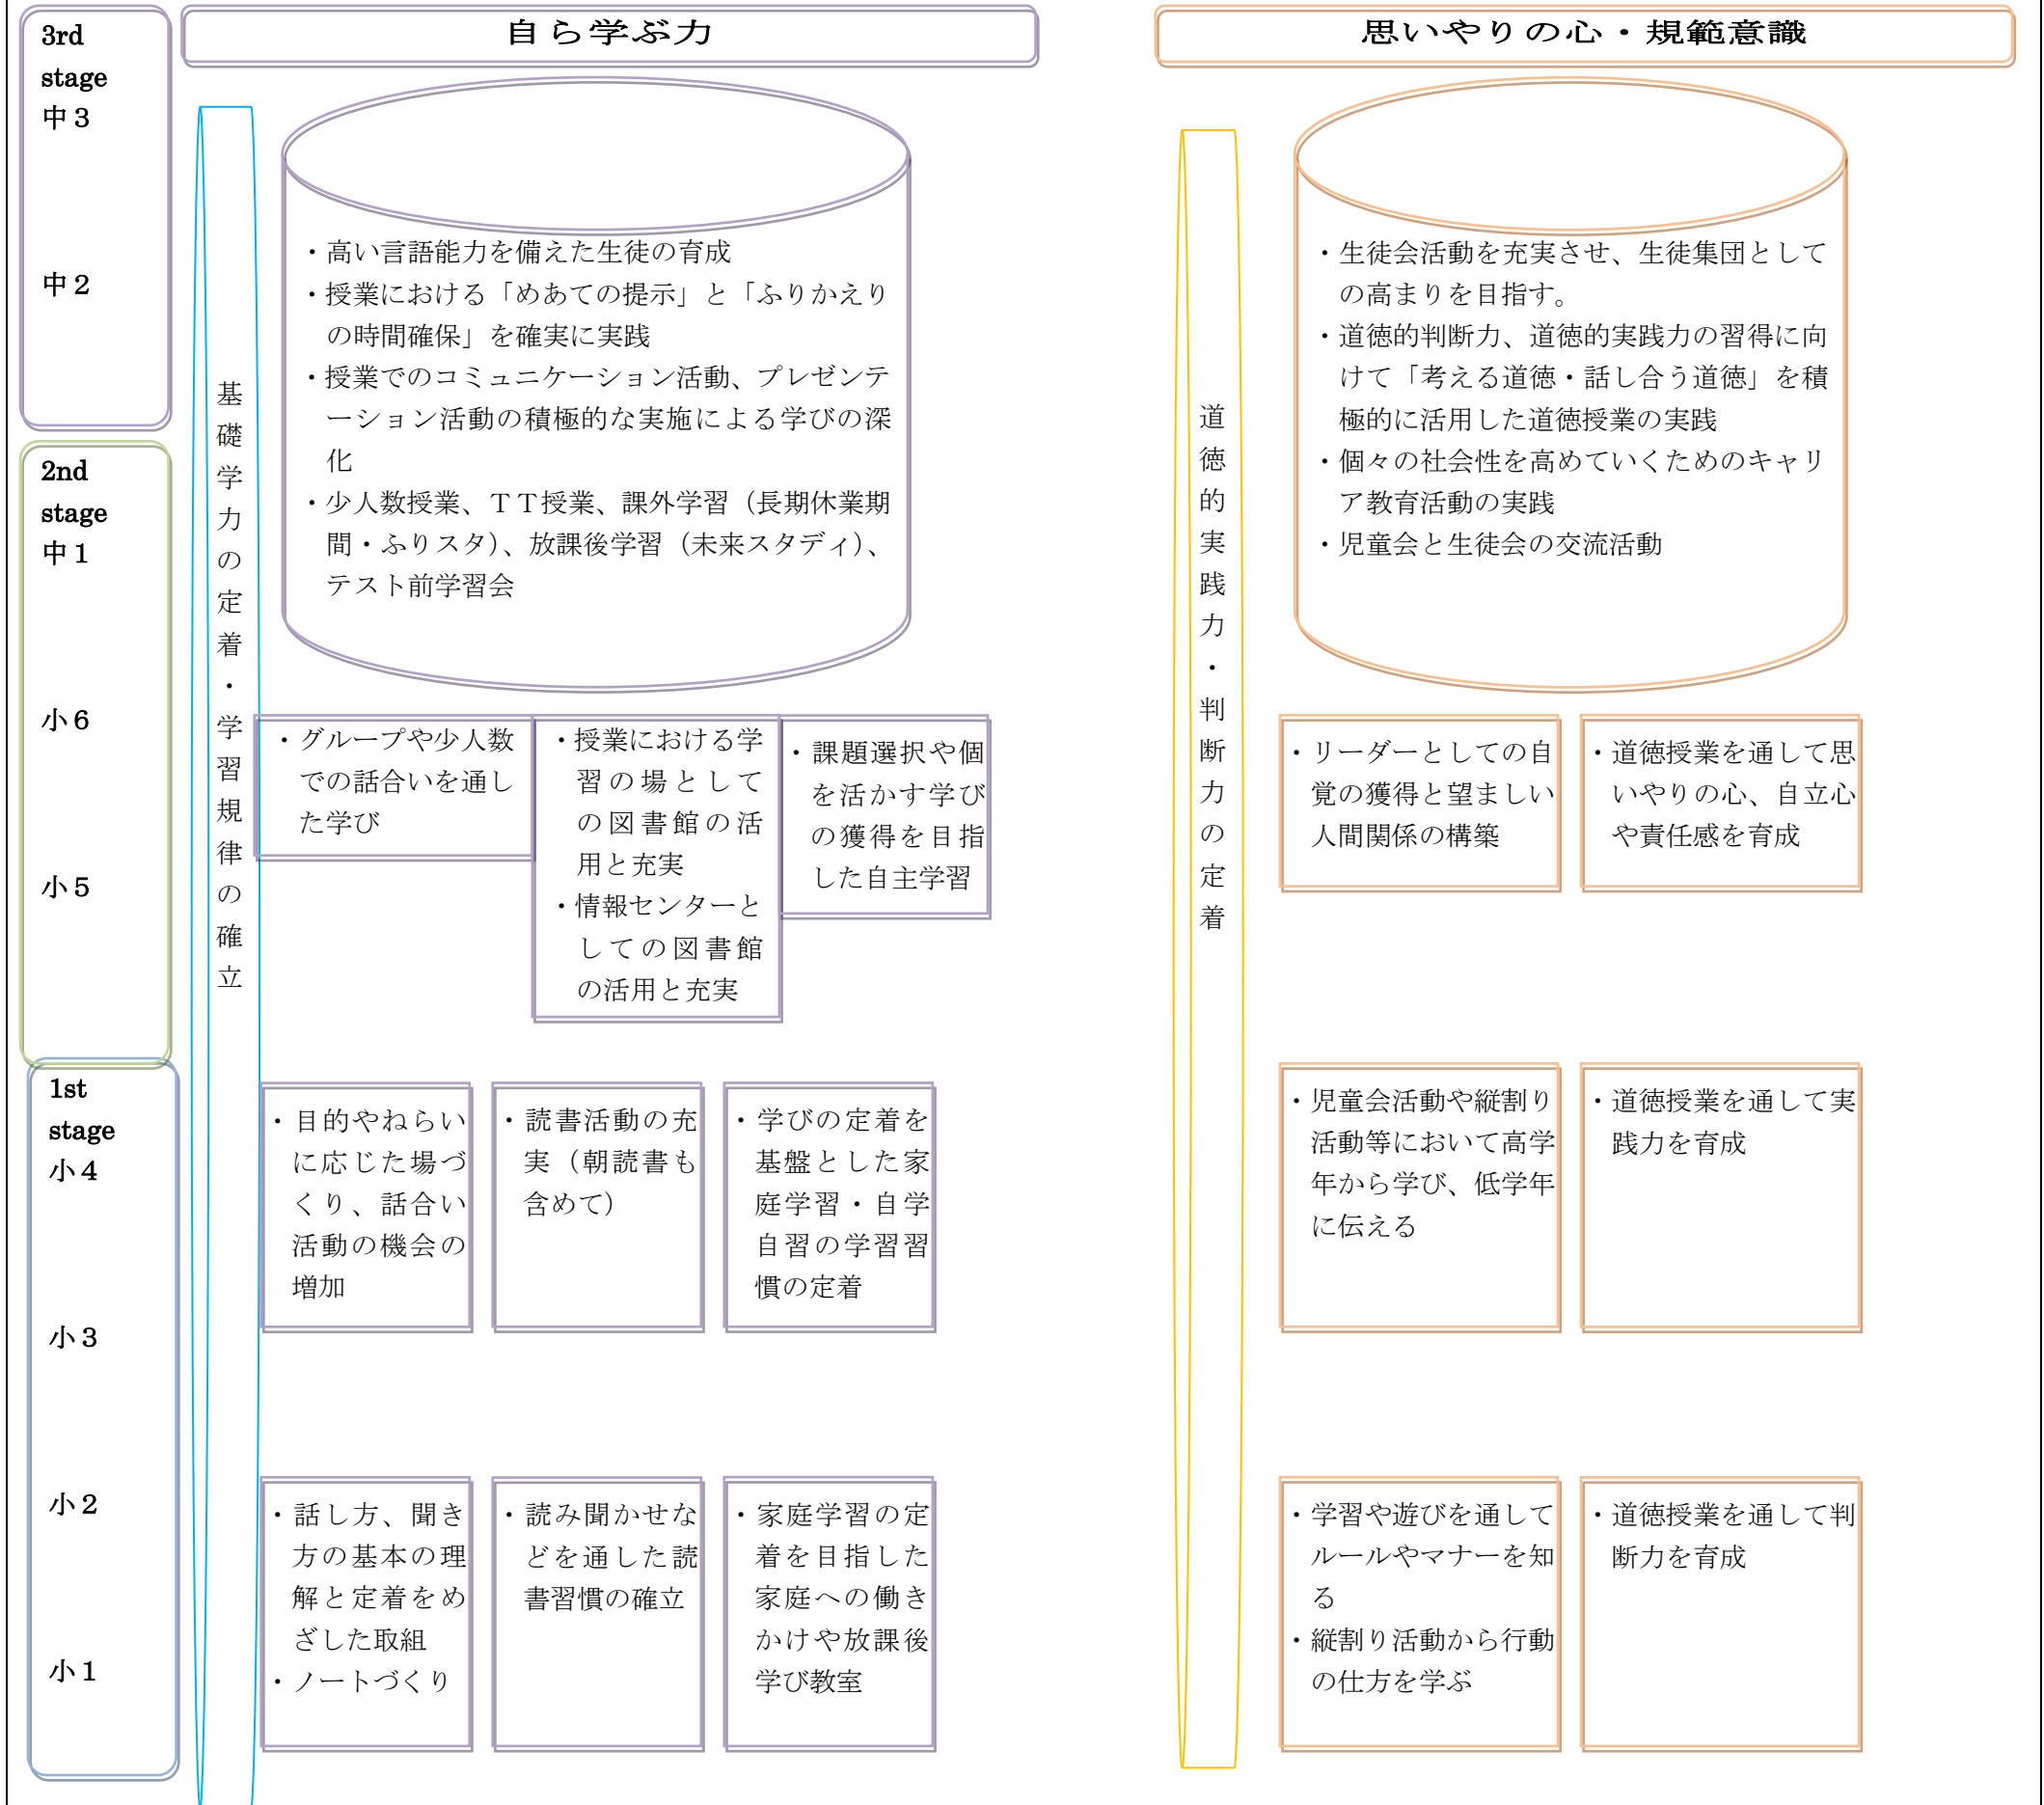 3rd
stage
中３
中２
2nd
stage
中１
小６
小５
1st
stage
小４
小３
小２
小１
自ら学ぶ力
基礎学力の定着・学習規律の確立
・高い言語能力を備えた生徒の育成
・授業における「めあての提示」と「ふりかえり
の時間確保」を確実に実践
・授業でのコミュニケーション活動、プレゼンテ
ーション活動の積極的な実施による学びの深
化
・少人数授業、ＴＴ授業、課外学習（長期休業期
間・ふりスタ）、放課後学習（未来スタディ）、
テスト前学習会
・グループや少人数
での話合いを通し
た学び
・授業における学
習の場として
の図書館の活
用と充実
・情報センターと
しての図書館
の活用と充実
・課題選択や個
を活かす学び
の獲得を目指
した自主学習
・目的やねらい
に応じた場づ
くり、話合い
活動の機会の
増加
・読書活動の充
実（朝読書も
含めて）
・学びの定着を
基盤とした家
庭学習・自学
自習の学習習
慣の定着
・話し方、聞き
方の基本の理
解と定着をめ
ざした取組
・ノートづくり
・読み聞かせな
どを通した読
書習慣の確立
・家庭学習の定
着を目指した
家庭への働き
かけや放課後
学び教室
思いやりの心・規範意識
道徳的実践力・判断力の定着
・生徒会活動を充実させ、生徒集団として
の高まりを目指す。
・道徳的判断力、道徳的実践力の習得に向
けて「考える道徳・話し合う道徳」を積
極的に活用した道徳授業の実践
・個々の社会性を高めていくためのキャリ
ア教育活動の実践
・児童会と生徒会の交流活動
・リーダーとしての自
覚の獲得と望ましい
人間関係の構築
・道徳授業を通して思
いやりの心、自立心
や責任感を育成
・児童会活動や縦割り
活動等において高学
年から学び、低学年
に伝える
・道徳授業を通して実
践力を育成
・学習や遊びを通して
ルールやマナーを知
る
・縦割り活動から行動
の仕方を学ぶ
・道徳授業を通して判
断力を育成